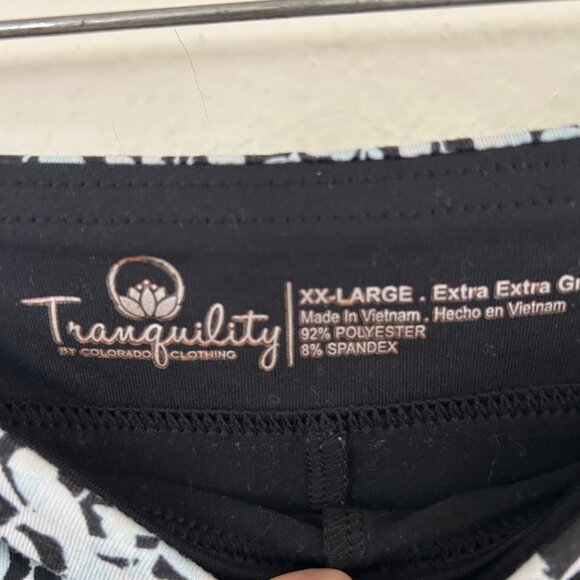 Tranquility
BY COLORADO CLOTHING
XX-LARGE . Extra Extra
Made In Vietnam . Hecho en Vietnam
92% POLYESTER
8% SPANDEX